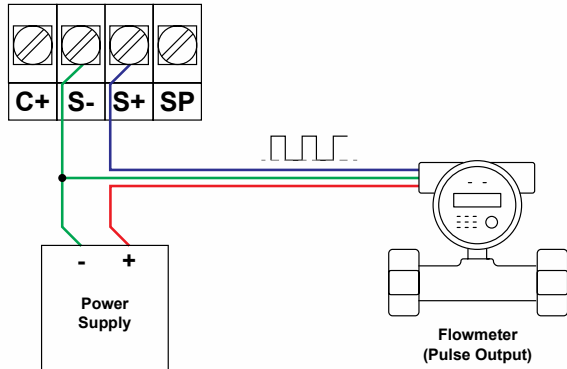 C+ S- S+ SP
- +
Power
Supply
Flowmeter
(Pulse Output)